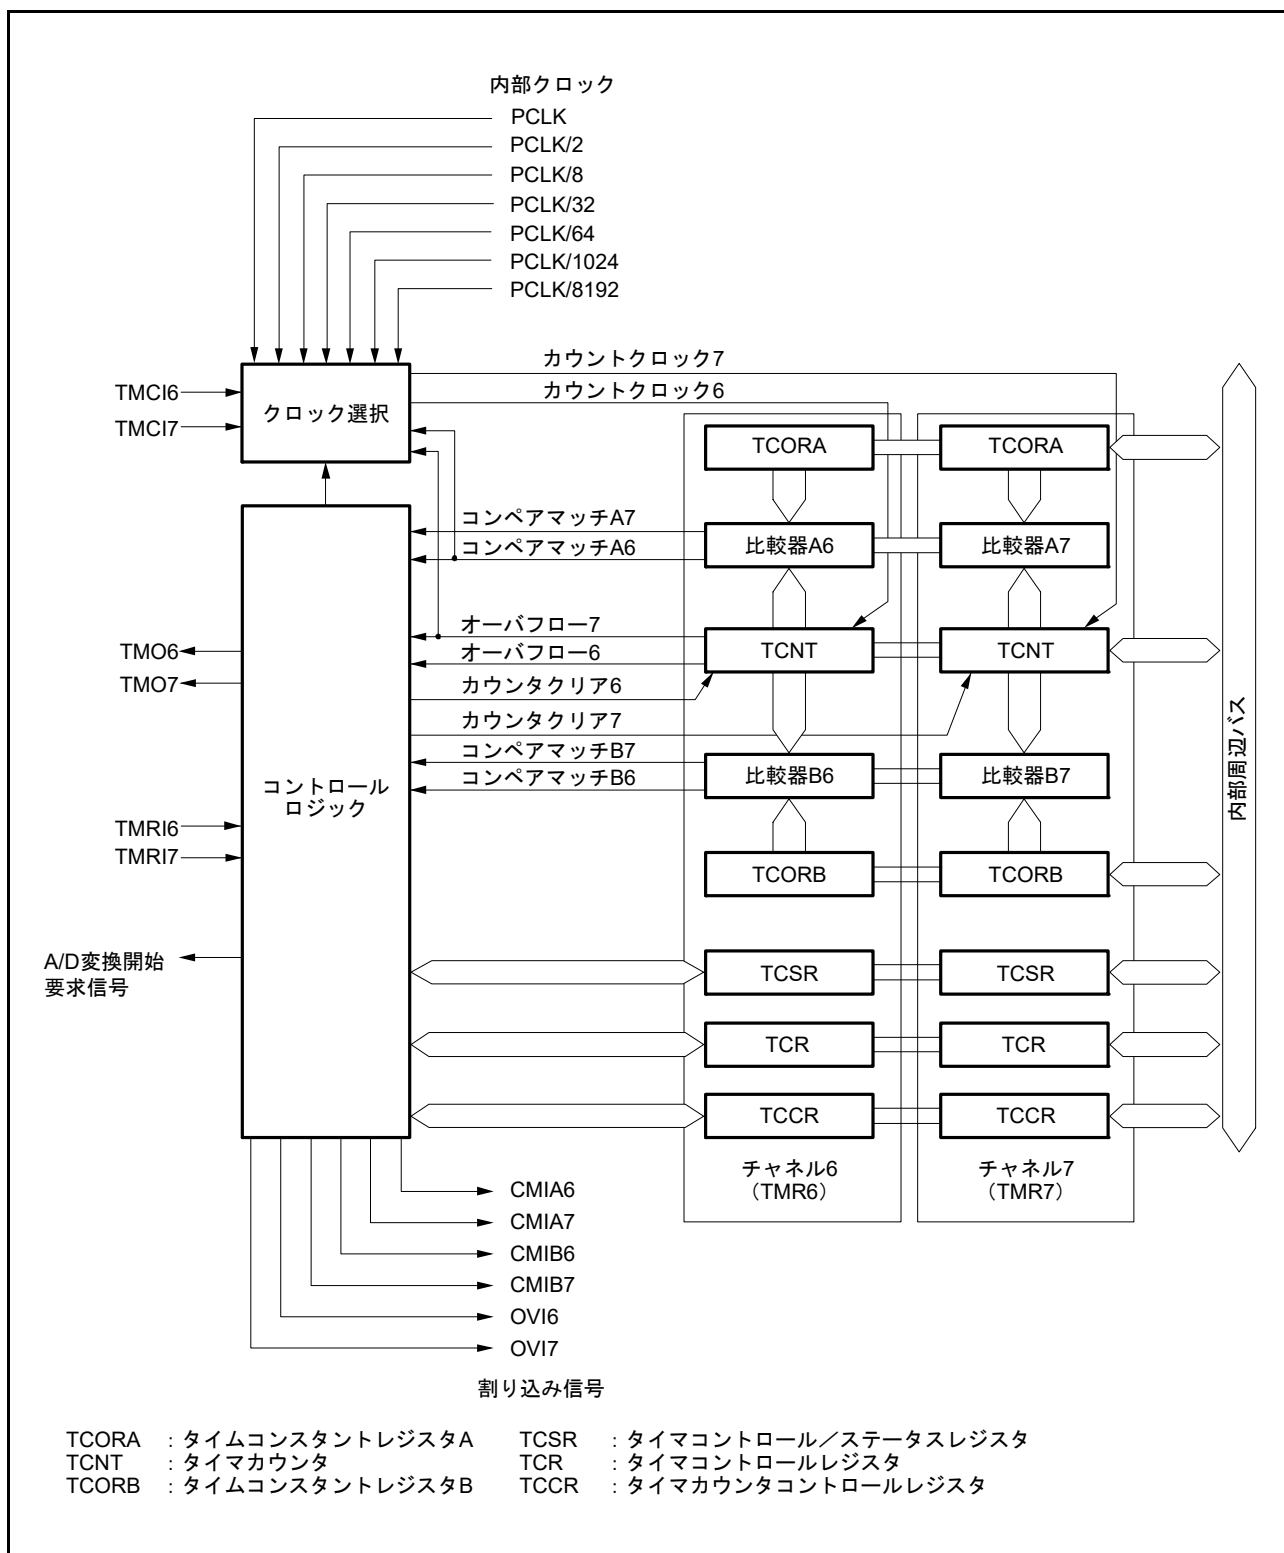 内部クロック
PCLK
PCLK/2
PCLK/8
PCLK/32
PCLK/64
PCLK/1024
PCLK/8192
カウントクロック7
カウントクロック6
TMCI6
TMCI7
クロック選択
TCORA
TCORA
コンペアマッチA7
コンペアマッチA6
比較器A6
比較器A7
オーバフロー7
オーバフロー6
TCNT
TCNT
TMO6
TMO7
カウンタクリア6
カウンタクリア7
コンペアマッチB7
コンペアマッチB6
比較器B6
比較器B7
内部周辺バス
コントロール
ロジック
TMRI6
TMRI7
TCORB
TCORB
A/D変換開始
要求信号
TCSR
TCSR
TCR
TCR
TCCR
TCCR
チャネル6
(TMR6)
チャネル7
(TMR7)
CMIA6
CMIA7
CMIB6
CMIB7
OVI6
OVI7
割り込み信号
TCORA : タイムコンスタントレジスタA TCSR : タイマコントロール／ステータスレジスタ
TCNT : タイマカウンタ TCR : タイマコントロールレジスタ
TCORB : タイムコンスタントレジスタB TCCR : タイマカウンタコントロールレジスタ